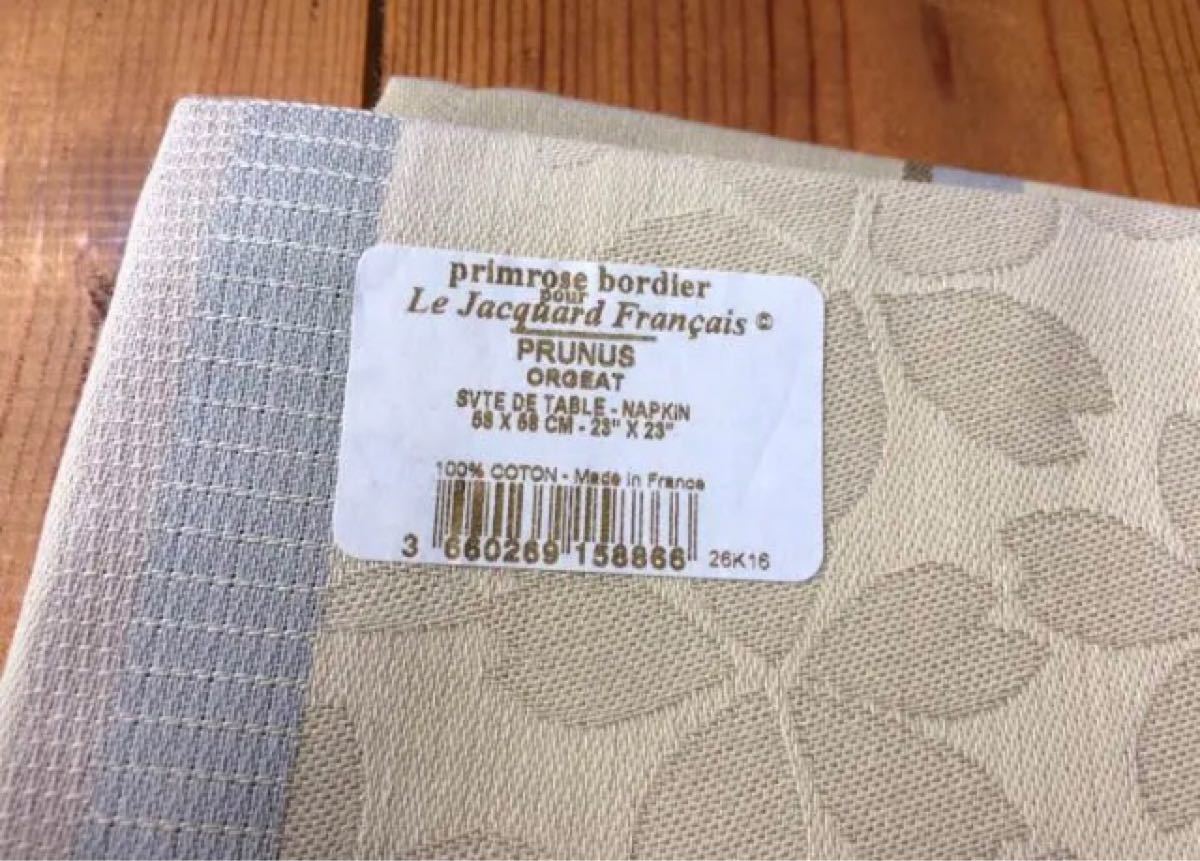 primrose bordier
pour
Le Jacquard Français ©
PRUNUS
ORGEAT
SVTE DE TABLE - NAPKIN
58 X 58 CM - 23" X 23"
100% COTON - Made in France
3 660269 158866 26K16